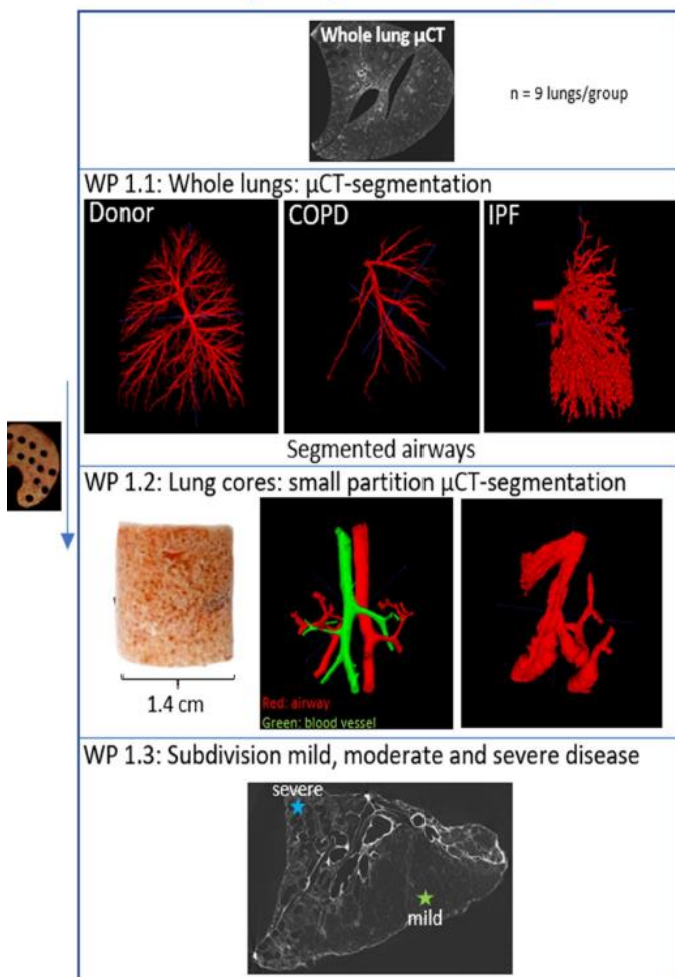 Whole lung µCT
n = 9 lungs/group
WP 1.1: Whole lungs: µCT-segmentation
Donor
COPD
IPF
Segmented airways
WP 1.2: Lung cores: small partition µCT-segmentation
1.4 cm
Red: airway
Green: blood vessel
WP 1.3: Subdivision mild, moderate and severe disease
severe
mild